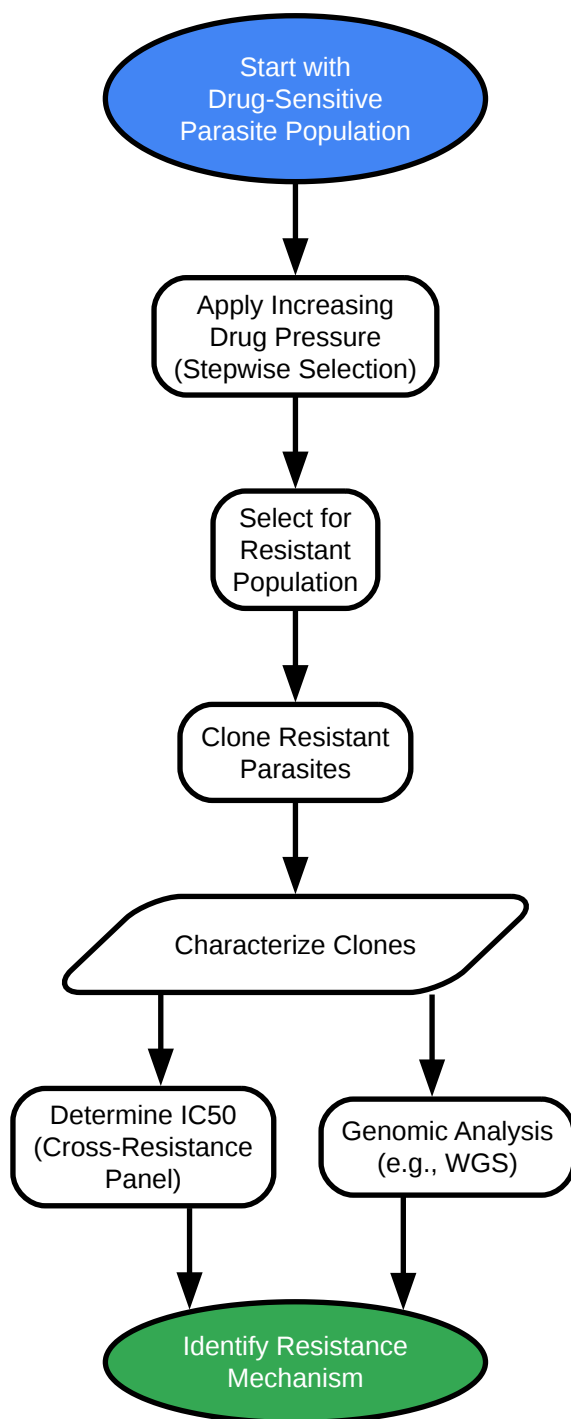 Start with
Drug-Sensitive
Parasite Population
Apply Increasing
Drug Pressure
(Stepwise Selection)
Select for
Resistant
Population
Clone Resistant
Parasites
Characterize Clones
Determine IC50
(Cross-Resistance
Panel)
Genomic Analysis
(e.g., WGS)
Identify Resistance
Mechanism